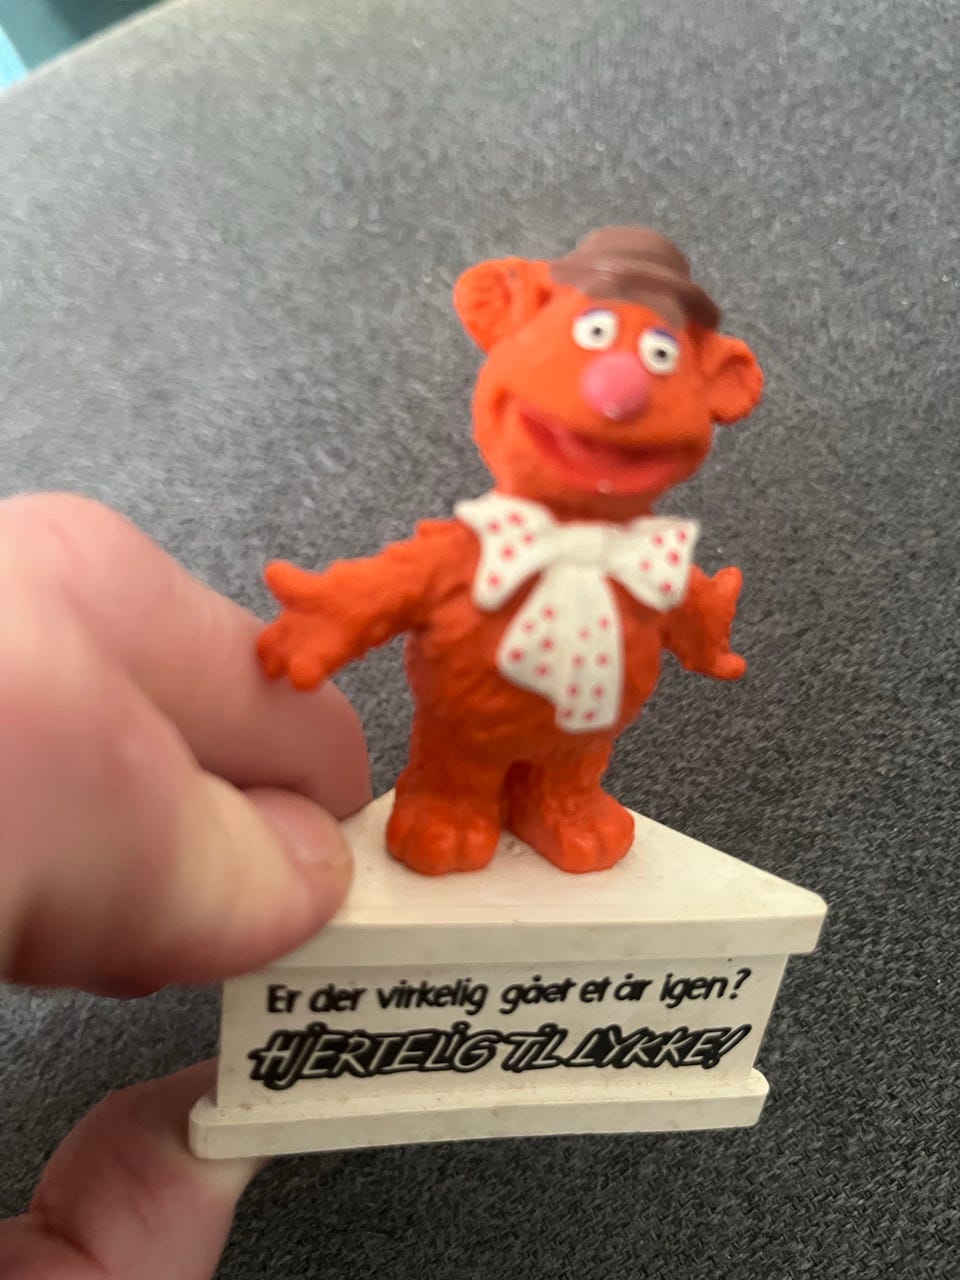 Er der virkelig gået et år igen?
HJERTELiG TiL LYKKE!